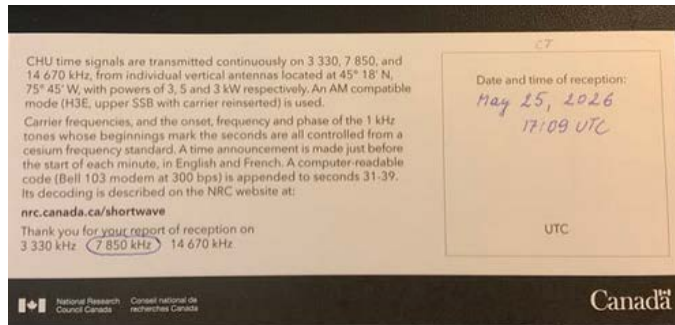 CHU time signals are transmitted continuously on 3 330, 7 850, and
14 670 kHz, from individual vertical antennas located at 45° 18' N,
75° 45' W, with powers of 3, 5 and 3 kW respectively. An AM compatible
mode (H3E, upper SSB with carrier reinserted) is used.
Carrier frequencies, and the onset, frequency and phase of the 1 kHz
tones whose beginnings mark the seconds are all controlled from a
cesium frequency standard. A time announcement is made just before
the start of each minute, in English and French. A computer-readable
code (Bell 103 modem at 300 bps) is appended to seconds 31-39.
Its decoding is described on the NRC website at:
nrc.canada.ca/shortwave
Thank you for your report of reception on
3 330 kHz 7 850 kHz 14 670 kHz
CT
Date and time of reception:
May 25, 2026
17:09 UTC
UTC
National Research Conseil national de
Council Canada recherches Canada
Canada